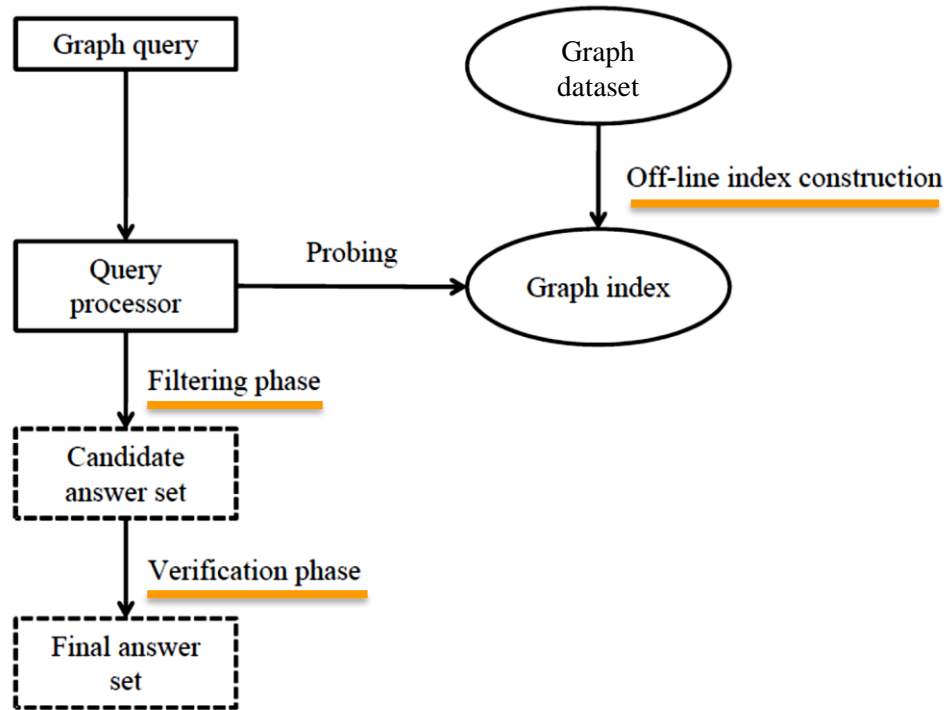 Graph query
Graph
dataset
Off-line index construction
Query
processor
Probing
Graph index
Filtering phase
Candidate
answer set
Verification phase
Final answer
set